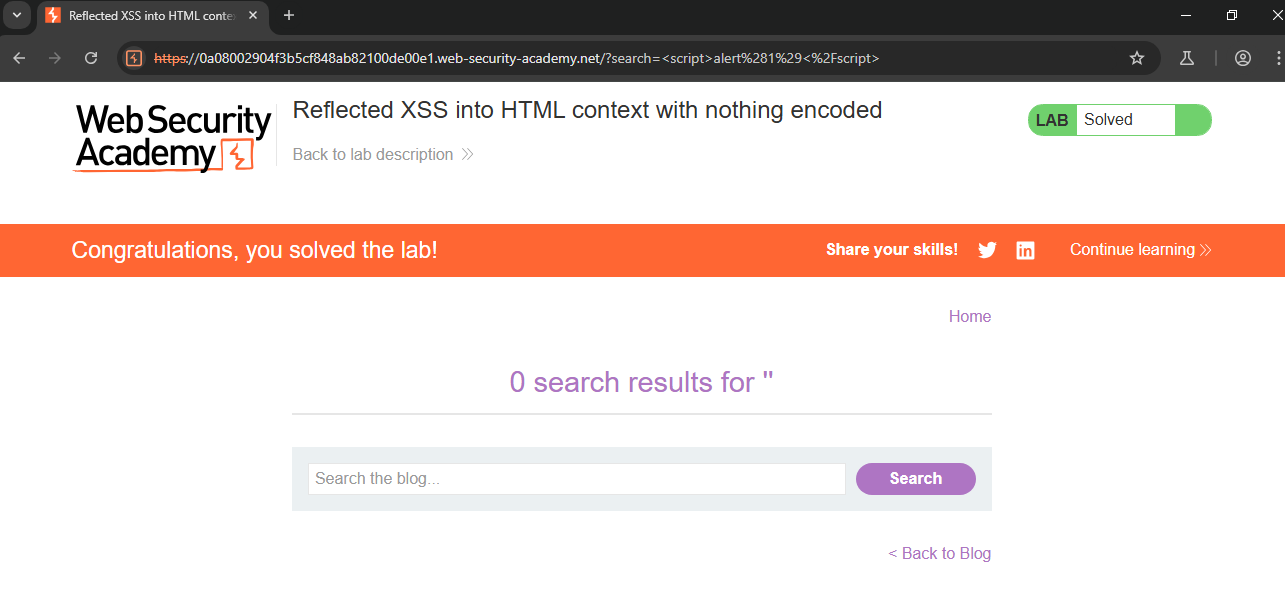 Reflected XSS into HTML conte
https://0a08002904f3b5cf848ab82100de00e1.web-security-academy.net/?search=<script>alert%281%29<%2Fscript>
Web Security
Academy
Reflected XSS into HTML context with nothing encoded
Back to lab description
LAB Solved
Congratulations, you solved the lab!
Share your skills!
Continue learning
Home
0 search results for ''
Search the blog...
Search
< Back to Blog